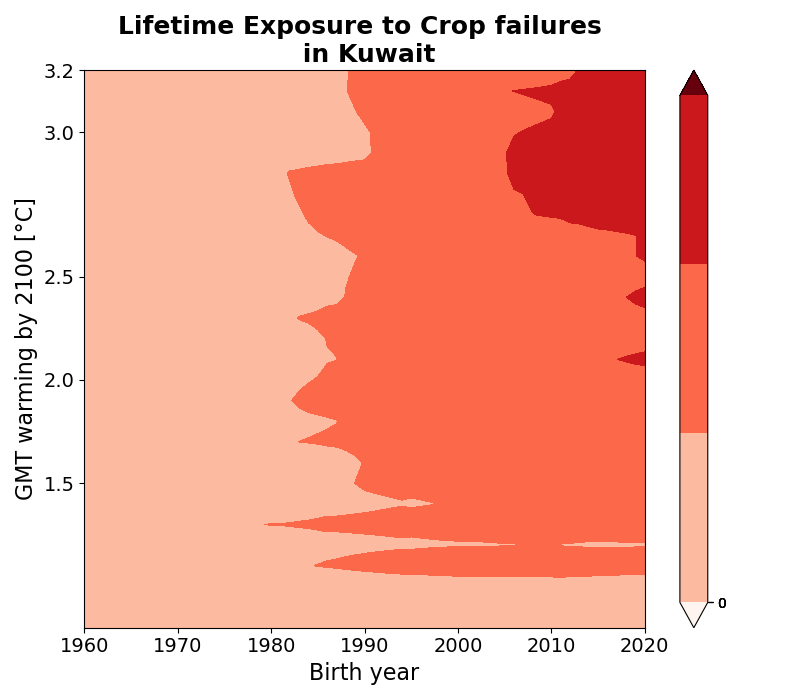 Lifetime Exposure to Crop failures
in Kuwait
3.2
3.0
2.5
2.0
1.5
GMT warming by 2100 [°C]
0
1960 1970 1980 1990 2000 2010 2020
Birth year